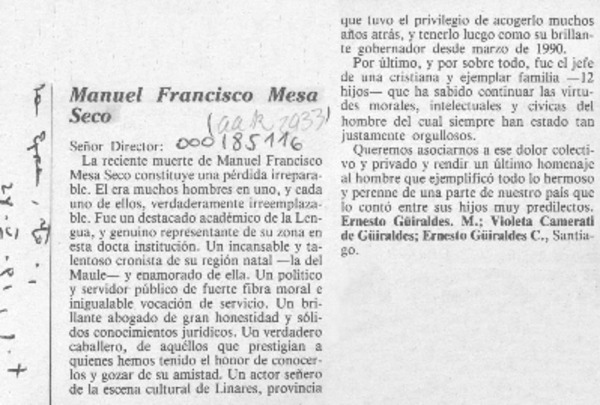 Manuel Francisco Mesa
Seco
(aak 7933)
000185116
Señor Director:
La reciente muerte de Manuel Francisco
Mesa Seco constituye una pérdida irrepara-
ble. El era muchos hombres en uno, y cada
uno de ellos, verdaderamente irreemplaza-
ble. Fue un destacado académico de la Len-
gua, y genuino representante de su zona en
esta docta institución. Un incansable y ta-
lentoso cronista de su región natal —la del
Maule— y enamorado de ella. Un político
y servidor público de fuerte fibra moral e
inigualable vocación de servicio. Un bri-
llante abogado de gran honestidad y sóli-
dos conocimientos jurídicos. Un verdadero
caballero, de aquéllos que prestigian a
quienes hemos tenido el honor de conocer-
los y gozar de su amistad. Un actor señero
de la escena cultural de Linares, provincia
que tuvo el privilegio de acogerlo muchos
años atrás, y tenerlo luego como su brillan-
te gobernador desde marzo de 1990.
Por último, y por sobre todo, fue el jefe
de una cristiana y ejemplar familia —12
hijos— que ha sabido continuar las virtu-
des morales, intelectuales y cívicas del
hombre del cual siempre han estado tan
justamente orgullosos.
Queremos asociarnos a ese dolor colecti-
vo y privado y rendir un último homenaje
al hombre que ejemplificó todo lo hermoso
y perenne de una parte de nuestro país que
lo contó entre sus hijos muy predilectos.
Ernesto Güiraldes. M.; Violeta Camerati
de Güiraldes; Ernesto Güiraldes C., Santia-
go.